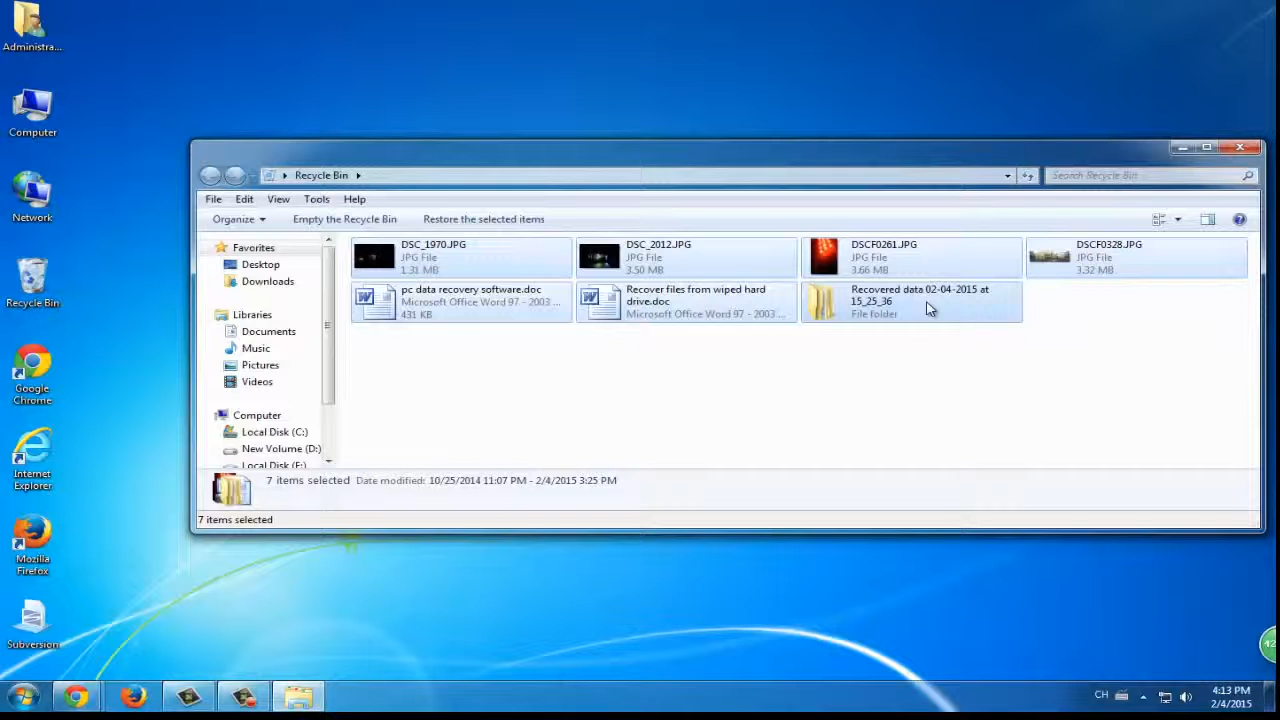 Administra...
Computer
Network
Recycle Bin
Google
Chrome
Internet
Explorer
Mozilla
Firefox
Subversion
Recycle Bin
Search Recycle Bin
File Edit View Tools Help
Organize Empty the Recycle Bin Restore the selected items
Favorites
Desktop
Downloads
Libraries
Documents
Music
Pictures
Videos
Computer
Local Disk (C:)
New Volume (D:)
Local Disk (E:)
DSC_1970.JPG
JPG File
1.31 MB
DSC_2012.JPG
JPG File
3.50 MB
DSCF0261.JPG
JPG File
3.66 MB
DSCF0328.JPG
JPG File
3.32 MB
pc data recovery software.doc
Microsoft Office Word 97 - 2003 ...
431 KB
Recover files from wiped hard
drive.doc
Microsoft Office Word 97 - 2003 ...
Recovered data 02-04-2015 at
15_25_36
File folder
7 items selected Date modified: 10/25/2014 11:07 PM - 2/4/2015 3:25 PM
7 items selected
CH
4:13 PM
2/4/2015